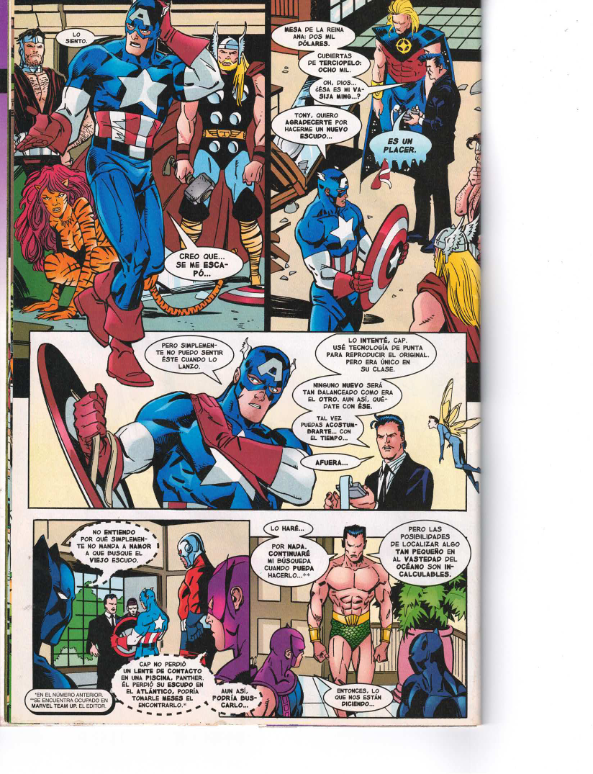 LO
SIENTO.
CREO QUE...
SE ME ESCA-
PÓ...
MESA DE LA REINA
ANA: DOS MIL
DÓLARES.
CUBIERTAS
DE TERCIOPELO:
OCHO MIL.
OH, DIOS...
¿ÉSA ES MI VA-
SIJA MING...?
TONY, QUIERO
AGRADECERTE POR
HACERME UN NUEVO
ESCUDO...
ES UN
PLACER.
PERO SIMPLEMEN-
TE NO PUEDO SENTIR
ÉSTE CUANDO LO
LANZO.
LO INTENTÉ, CAP.
USÉ TECNOLOGÍA DE PUNTA
PARA REPRODUCIR EL ORIGINAL.
PERO ERA ÚNICO EN
SU CLASE.
NINGUNO NUEVO SERÁ
TAN BALANCEADO COMO ERA
EL OTRO. AUN ASÍ, QUÉ-
DATE CON ÉSE.
TAL VEZ
PUEDAS ACOSTUM-
BRARTE... CON
EL TIEMPO...
AFUERA...
NO ENTIENDO
POR QUÉ SIMPLEMEN-
TE NO MANDA A NAMOR
A QUE BUSQUE EL
VIEJO ESCUDO.
CAP NO PERDIÓ
UN LENTE DE CONTACTO
EN UNA PISCINA, PANTHER.
ÉL PERDIÓ SU ESCUDO EN
EL ATLÁNTICO, PODRÍA
TOMARLE MESES EL
ENCONTRARLO.*
AUN ASÍ,
PODRÍA BUS-
CARLO...
*EN EL NÚMERO ANTERIOR.
**SE ENCUENTRA OCUPADO EN
MARVEL TEAM UP. EL EDITOR.
LO HARÉ...
POR NADA,
CONTINUARÉ
MI BÚSQUEDA
CUANDO PUEDA
HACERLO...**
PERO LAS
POSIBILIDADES
DE LOCALIZAR ALGO
TAN PEQUEÑO EN
AL VASTEDAD DEL
OCÉANO SON IN-
CALCULABLES.
ENTONCES, LO
QUE NOS ESTÁN
DICIENDO...